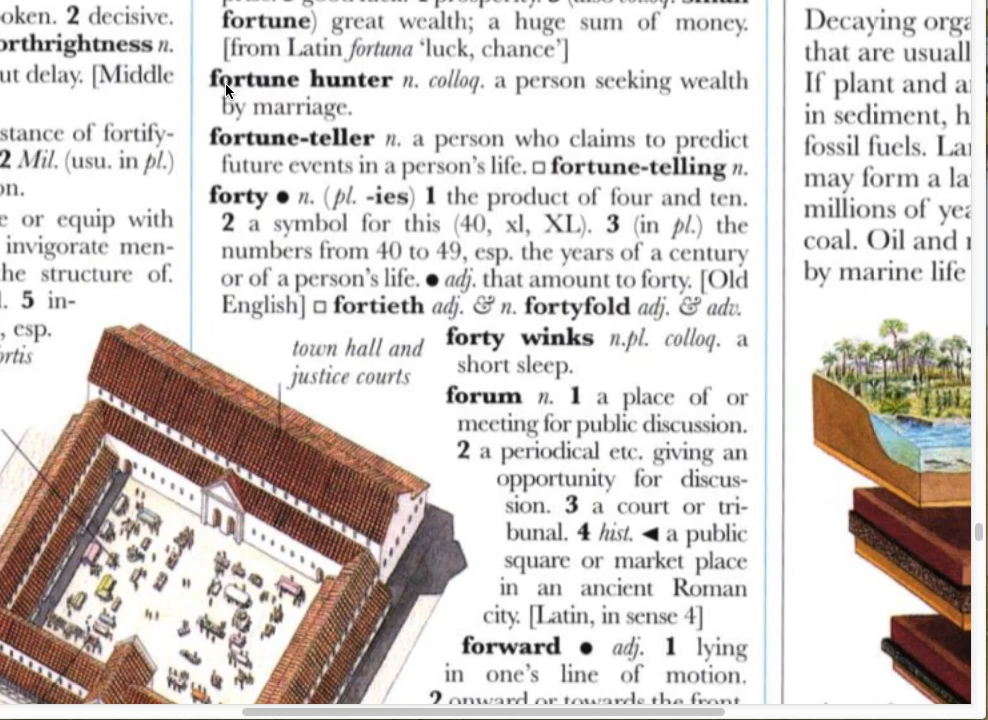 oken. 2 decisive.
orthrightness n.
ut delay. [Middle
stance of fortify-
2 Mil. (usu. in pl.)
on.
e or equip with
invigorate men-
he structure of.
. 5 in-
, esp.
ortis
fortune) great wealth; a huge sum of money.
[from Latin fortuna ‘luck, chance’]
fortune hunter n. colloq. a person seeking wealth
by marriage.
fortune-teller n. a person who claims to predict
future events in a person’s life. □ fortune-telling n.
forty ● n. (pl. -ies) 1 the product of four and ten.
2 a symbol for this (40, xl, XL). 3 (in pl.) the
numbers from 40 to 49, esp. the years of a century
or of a person’s life. ● adj. that amount to forty. [Old
English] □ fortieth adj. & n. fortyfold adj. & adv.
town hall and
justice courts
forty winks n.pl. colloq. a
short sleep.
forum n. 1 a place of or
meeting for public discussion.
2 a periodical etc. giving an
opportunity for discus-
sion. 3 a court or tri-
bunal. 4 hist. ◄ a public
square or market place
in an ancient Roman
city. [Latin, in sense 4]
forward ● adj. 1 lying
in one’s line of motion.
2 onward or towards the front
Decaying orga
that are usuall
If plant and a
in sediment, h
fossil fuels. La
may form a la
millions of yea
coal. Oil and
by marine life